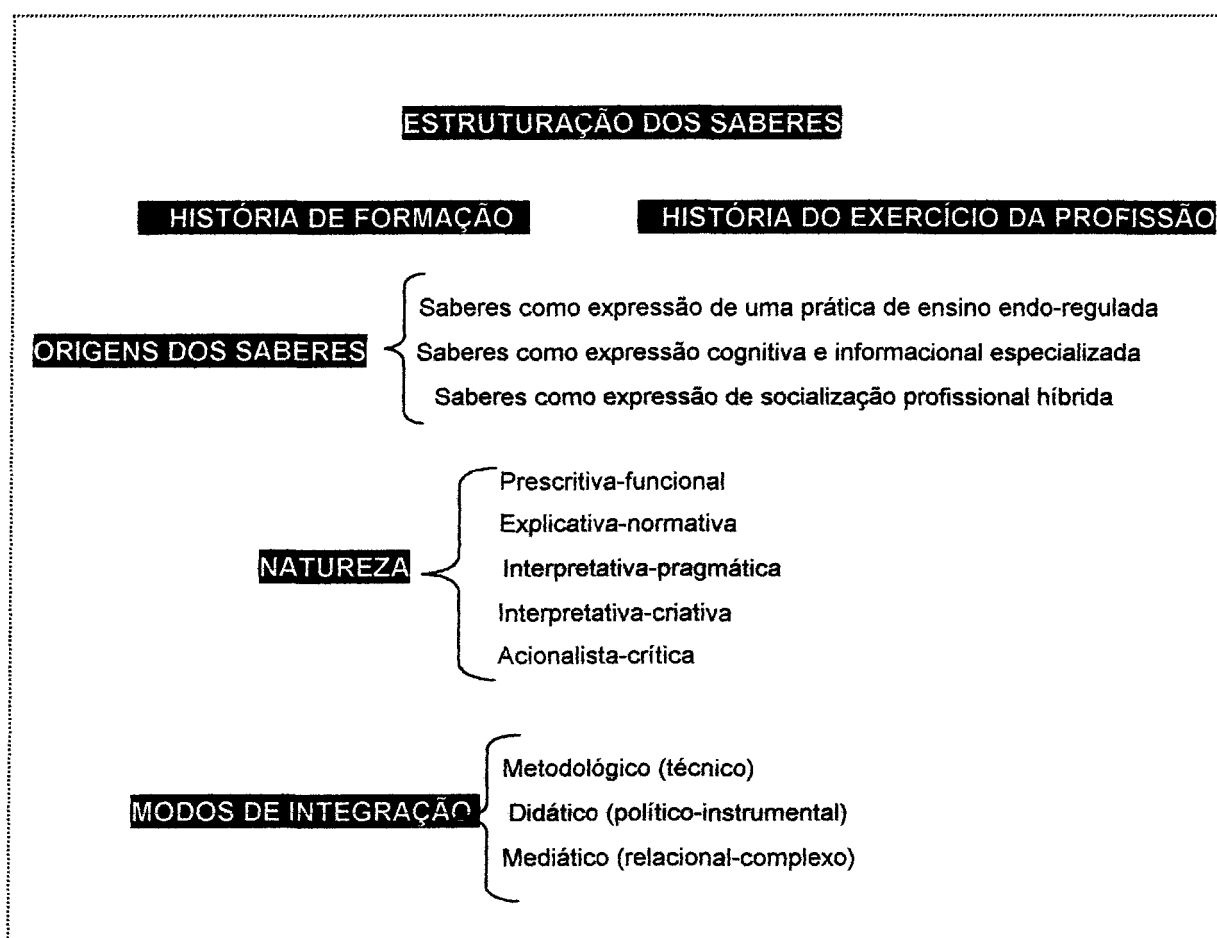 ESTRUTURAÇÃO DOS SABERES
HISTÓRIA DE FORMAÇÃO
HISTÓRIA DO EXERCÍCIO DA PROFISSÃO
ORIGENS DOS SABERES
Saberes como expressão de uma prática de ensino endo-regulada
Saberes como expressão cognitiva e informacional especializada
Saberes como expressão de socialização profissional híbrida
NATUREZA
Prescritiva-funcional
Explicativa-normativa
Interpretativa-pragmática
Interpretativa-criativa
Acionalista-crítica
MODOS DE INTEGRAÇÃO
Metodológico (técnico)
Didático (político-instrumental)
Mediático (relacional-complexo)